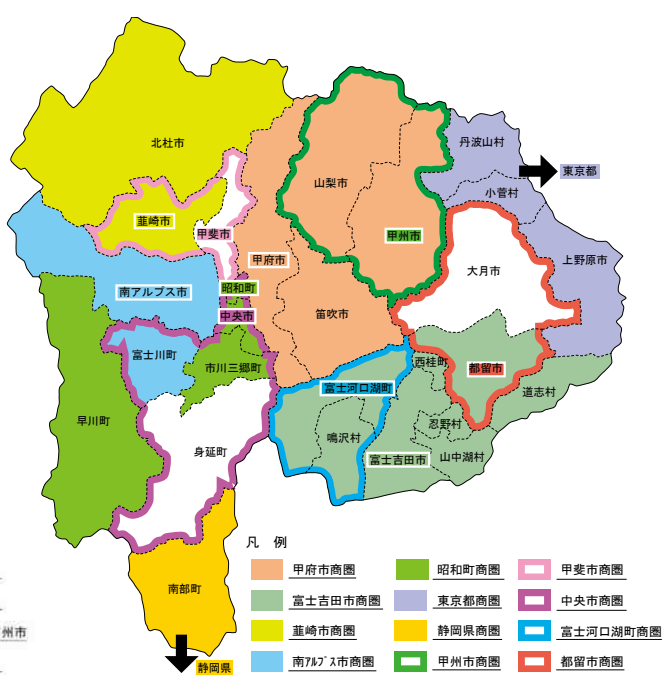 北杜市
丹波山村
東京都
山梨市
小菅村
韮崎市
甲斐市
甲州市
甲府市
上野原市
大月市
南アルプス市
昭和町
中央市
笛吹市
富士川町
市川三郷町
西桂町
都留市
富士河口湖町
道志村
早川町
忍野村
鳴沢村
身延町
富士吉田市
山中湖村
凡 例
甲府市商圏
昭和町商圏
甲斐市商圏
南部町
富士吉田市商圏
東京都商圏
中央市商圏
州市
韮崎市商圏
静岡県商圏
富士河口湖町商圏
南アルプス市商圏
甲州市商圏
都留市商圏
静岡県